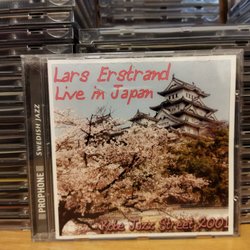 Lars Erstrand
Live in Japan
Kobe Jazz Street 2001
PROPHONE
SWEDISH JAZZ